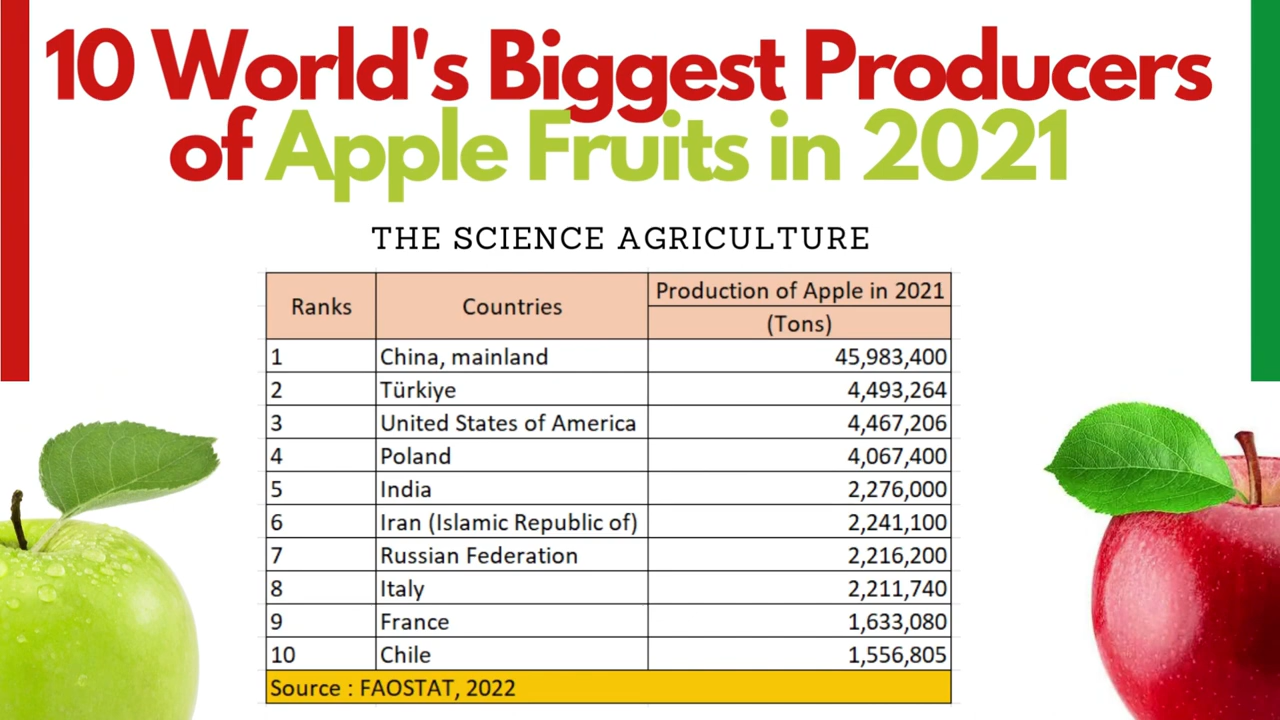 10 World's Biggest Producers
of Apple Fruits in 2021
THE SCIENCE AGRICULTURE
Ranks Countries Production of Apple in 2021
(Tons)
1 China, mainland 45,983,400
2 Türkiye 4,493,264
3 United States of America 4,467,206
4 Poland 4,067,400
5 India 2,276,000
6 Iran (Islamic Republic of) 2,241,100
7 Russian Federation 2,216,200
8 Italy 2,211,740
9 France 1,633,080
10 Chile 1,556,805
Source : FAOSTAT, 2022